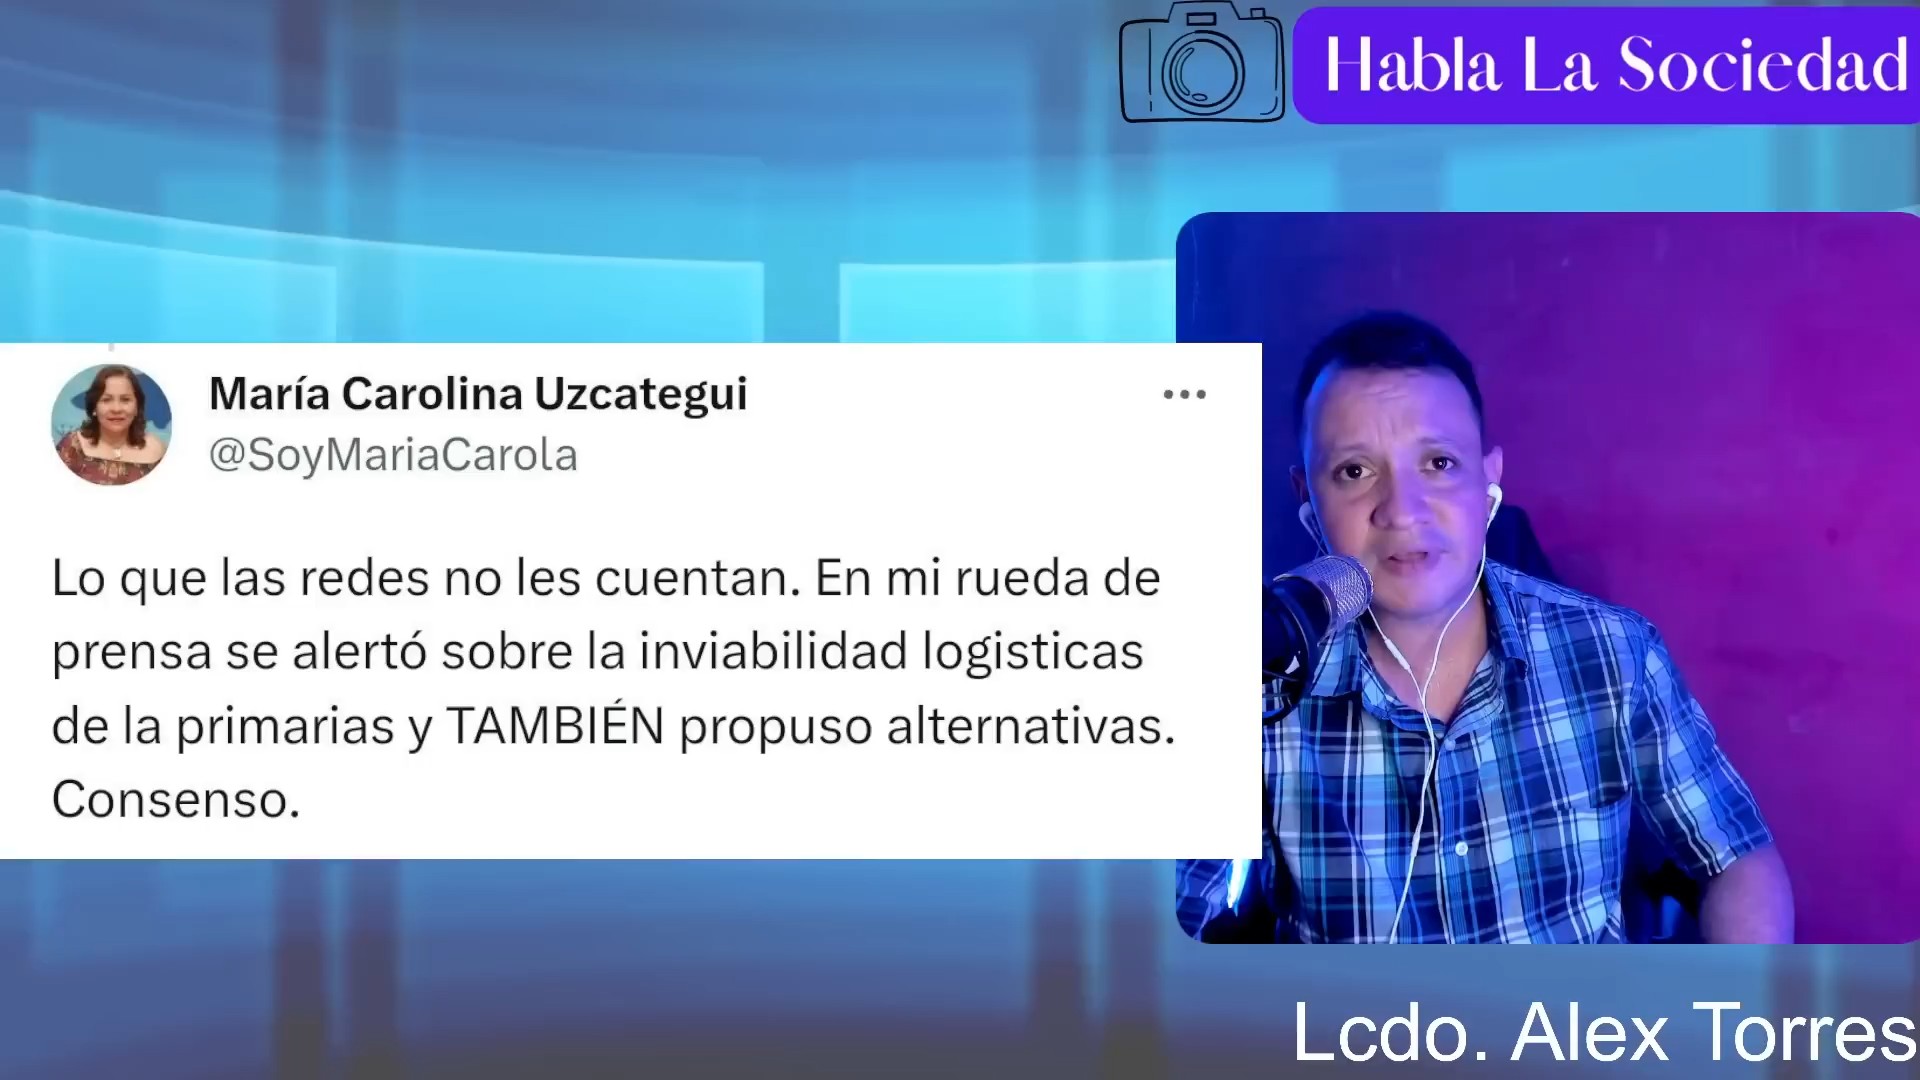 Habla La Sociedad
María Carolina Uzcategui
@SoyMariaCarola
Lo que las redes no les cuentan. En mi rueda de
prensa se alertó sobre la inviabilidad logisticas
de la primarias y TAMBIÉN propuso alternativas.
Consenso.
Lcdo. Alex Torres